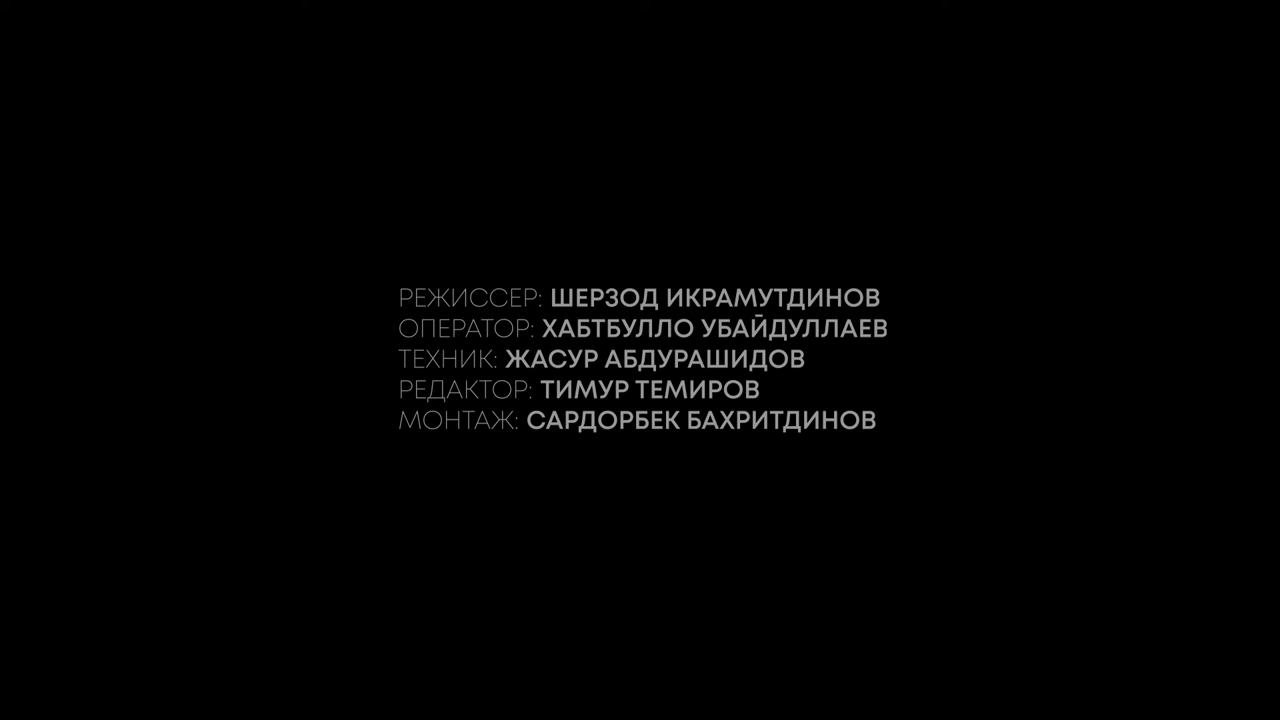 РЕЖИССЕР: ШЕРЗОД ИКРАМУТДИНОВ
ОПЕРАТОР: ХАБТБУЛЛО УБАЙДУЛЛАЕВ
ТЕХНИК: ЖАСУР АБДУРАШИДОВ
РЕДАКТОР: ТИМУР ТЕМИРОВ
МОНТАЖ: САРДОРБЕК БАХРИТДИНОВ